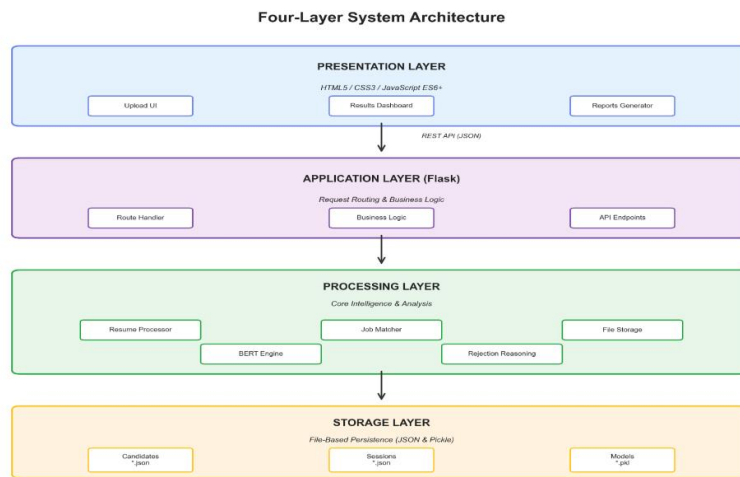 Four-Layer System Architecture
PRESENTATION LAYER
HTML5 / CSS3 / JavaScript ES6+
Upload UI
Results Dashboard
Reports Generator
REST API (JSON)
APPLICATION LAYER (Flask)
Request Routing & Business Logic
Route Handler
Business Logic
API Endpoints
PROCESSING LAYER
Core Intelligence & Analysis
Resume Processor
Job Matcher
File Storage
BERT Engine
Rejection Reasoning
STORAGE LAYER
File-Based Persistence (JSON & Pickle)
Candidates
*.json
Sessions
*.json
Models
*.pkl